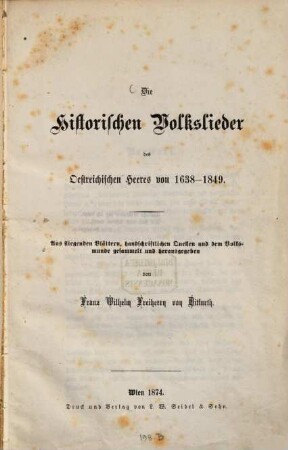 Die
Historischen Volkslieder
des
Oestreichischen Heeres von 1638–1849.
Aus fliegenden Blättern, handschriftlichen Quellen und dem Volks-
munde gesammelt und herausgegeben
von
Franz Wilhelm Freiherrn von Ditfurth.
Wien 1874.
Druck und Verlag von L. W. Seidel & Sohn.